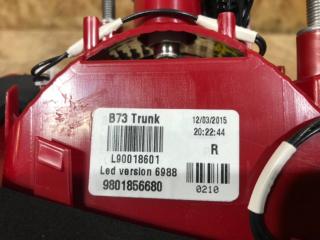 B73 Trunk
12/03/2015
20:22:44
R
L90018601
Led version 6988
9801856680
0210